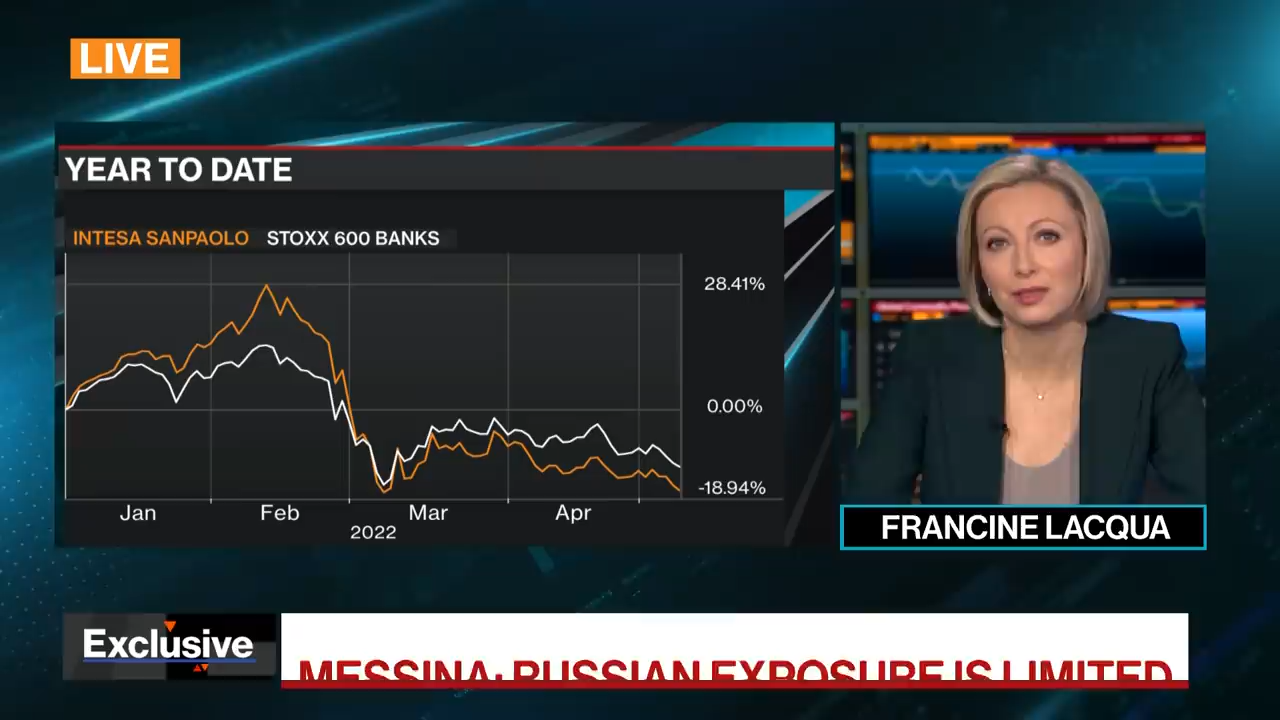 LIVE
YEAR TO DATE
INTESA SANPAOLO STOXX 600 BANKS
28.41%
0.00%
-18.94%
Jan Feb Mar Apr
2022
FRANCINE LACQUA
Exclusive
MESSINA: RUSSIAN EXPOSURE IS LIMITED